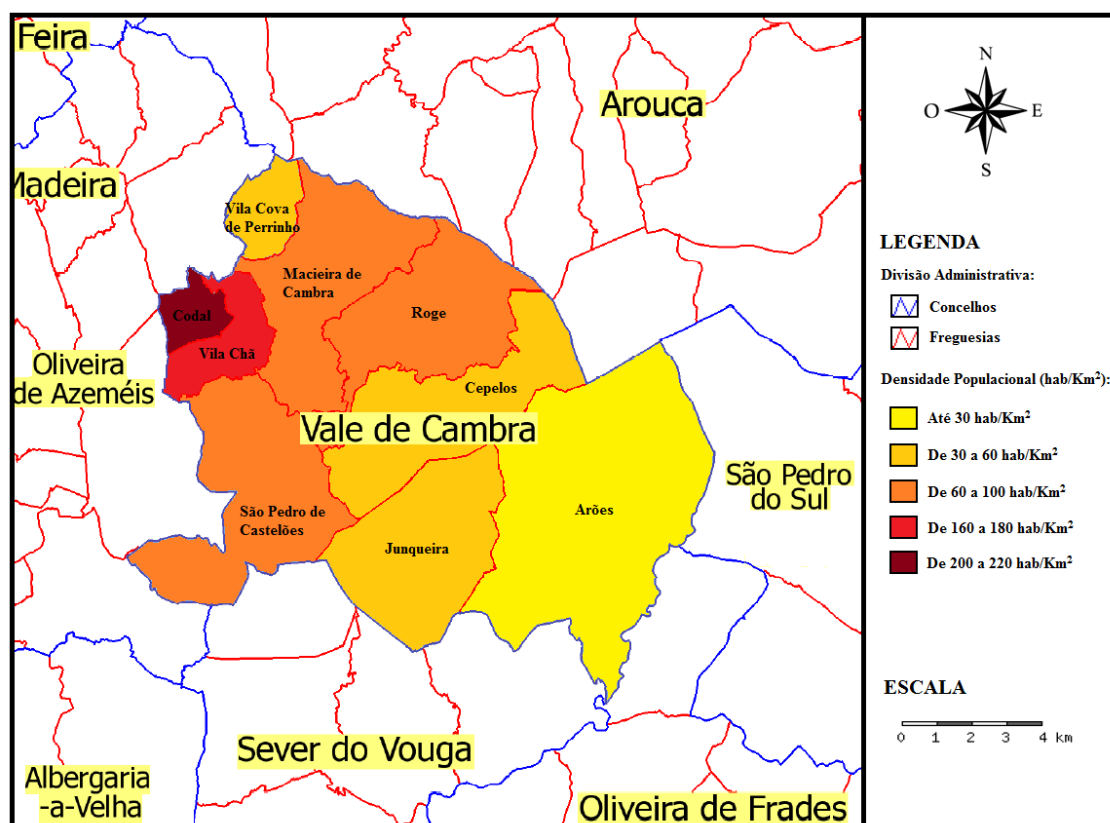 Feira
Arouca
Madeira
Vila Cova
de Perrinho
Macieira de
Cambra
Codal
Roge
Vila Chã
Oliveira
de Azeméis
Cepelos
Vale de Cambra
São Pedro
do Sul
São Pedro de
Castelões
Arões
Junqueira
Sever do Vouga
Albergaria
-a-Velha
Oliveira de Frades
N
O
E
S
LEGENDA
Divisão Administrativa:
Concelhos
Freguesias
Densidade Populacional (hab/Km²):
Até 30 hab/Km²
De 30 a 60 hab/Km²
De 60 a 100 hab/Km²
De 160 a 180 hab/Km²
De 200 a 220 hab/Km²
ESCALA
0 1 2 3 4 km